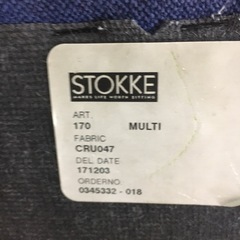 STOKKE
MAKES LIFE WORTH SITTING
ART.
170 MULTI
FABRIC
CRU047
DEL. DATE
171203
ORDERNO.
0345332 - 018